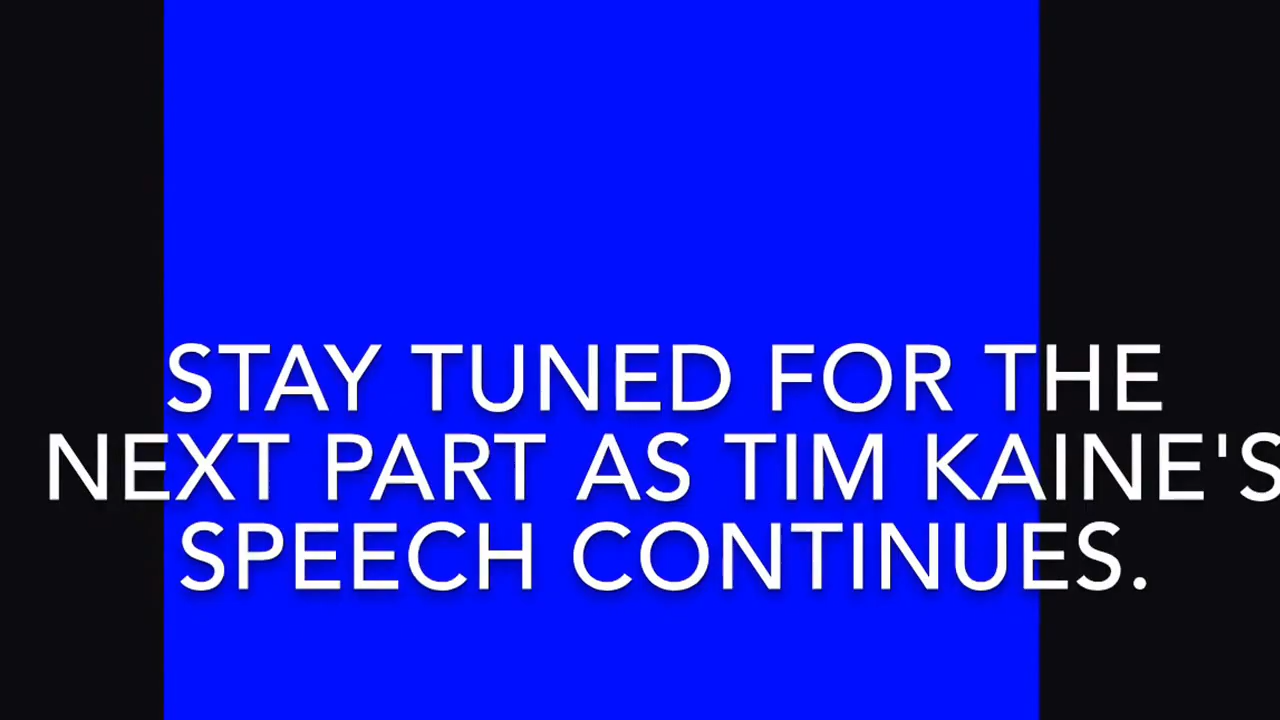 STAY TUNED FOR THE
NEXT PART AS TIM KAINE'S
SPEECH CONTINUES.